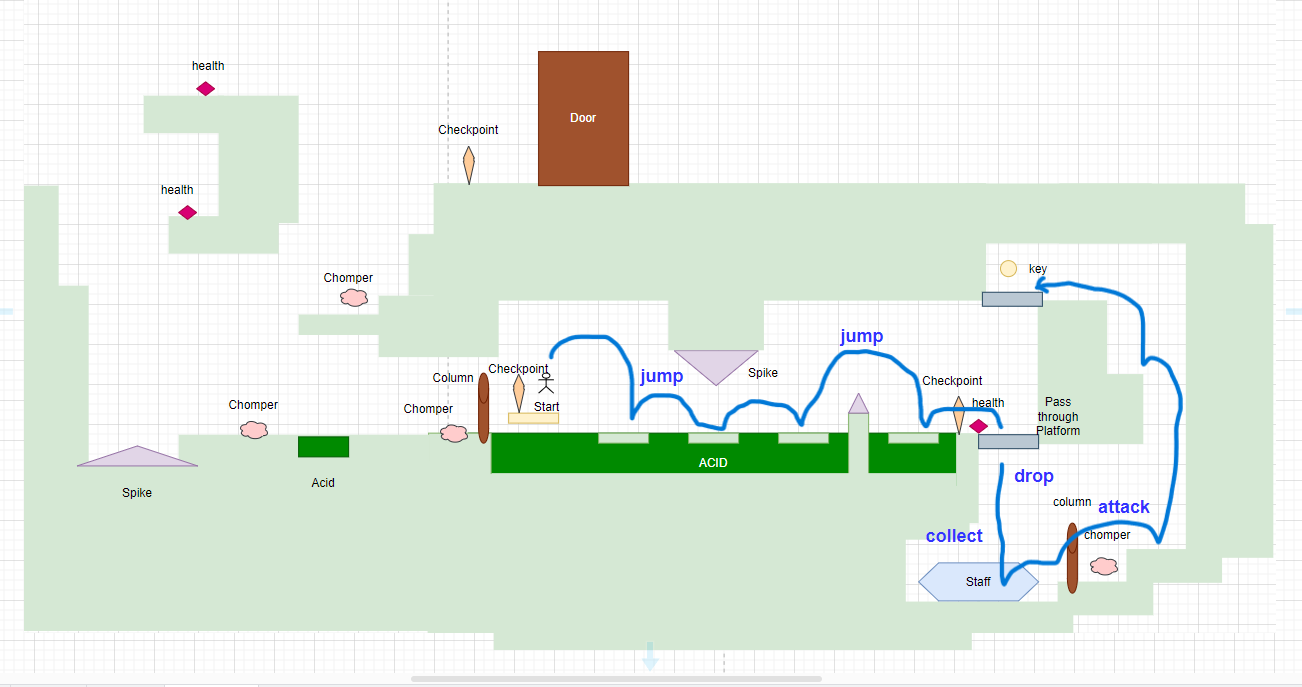 health
Door
Checkpoint
health
key
Chomper
jump
Checkpoint
Spike
Column
jump
Checkpoint
health
Chomper
Chomper
Start
Pass
through
Platform
ACID
drop
Acid
Spike
column
attack
collect
chomper
Staff